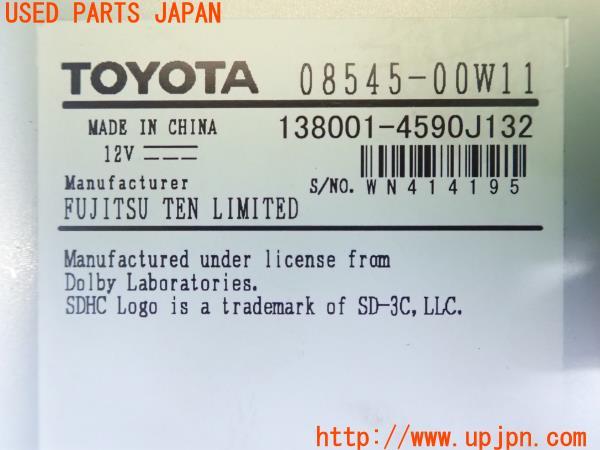 USED PARTS JAPAN
TOYOTA 08545-00W11
MADE IN CHINA 138001-4590J132
12V
Manufacturer S/NO. WN414195
FUJITSU TEN LIMITED
Manufactured under license from
Dolby Laboratories.
SDHC Logo is a trademark of SD-3C, LLC.
UPJ
http://www.upjpn.com